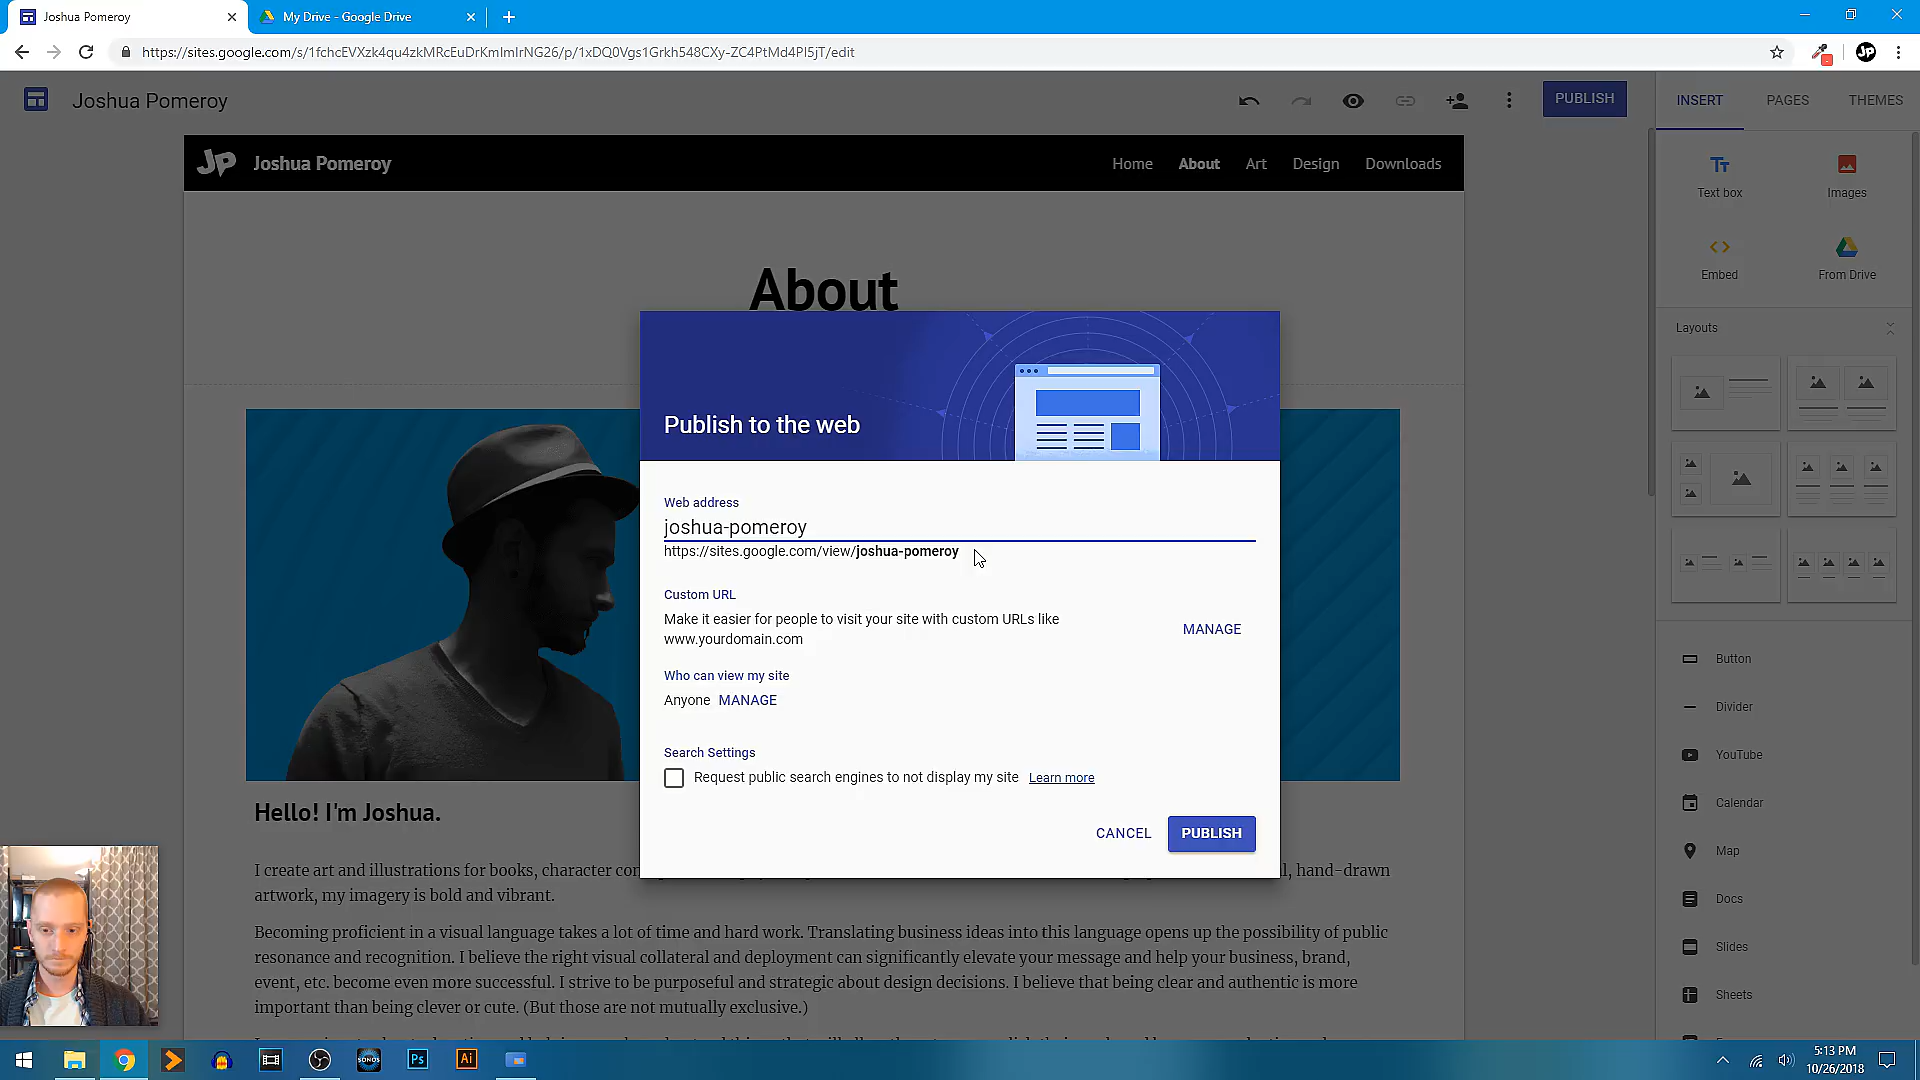 Joshua Pomeroy
My Drive - Google Drive
https://sites.google.com/s/1fchcEVXzk4qu4zkMRcEuDrKmlmIrNG26/p/1xDQ0Vgs1Grkh548CXy-ZC4PtMd4Pl5jT/edit
JP
Joshua Pomeroy
PUBLISH
INSERT
PAGES
THEMES
JP Joshua Pomeroy
Home
About
Art
Design
Downloads
Text box
Images
Embed
From Drive
About
Layouts
Publish to the web
Web address
joshua-pomeroy
https://sites.google.com/view/joshua-pomeroy
Custom URL
Make it easier for people to visit your site with custom URLs like
www.yourdomain.com
MANAGE
Who can view my site
Anyone MANAGE
Search Settings
Request public search engines to not display my site Learn more
CANCEL
PUBLISH
Button
Divider
YouTube
Calendar
Map
Docs
Slides
Sheets
Hello! I'm Joshua.
I create art and illustrations for books, character
l, hand-drawn
artwork, my imagery is bold and vibrant.
Becoming proficient in a visual language takes a lot of time and hard work. Translating business ideas into this language opens up the possibility of public
resonance and recognition. I believe the right visual collateral and deployment can significantly elevate your message and help your business, brand,
event, etc. become even more successful. I strive to be purposeful and strategic about design decisions. I believe that being clear and authentic is more
important than being clever or cute. (But those are not mutually exclusive.)
SONOS
Ps
Ai
5:13 PM
10/26/2018